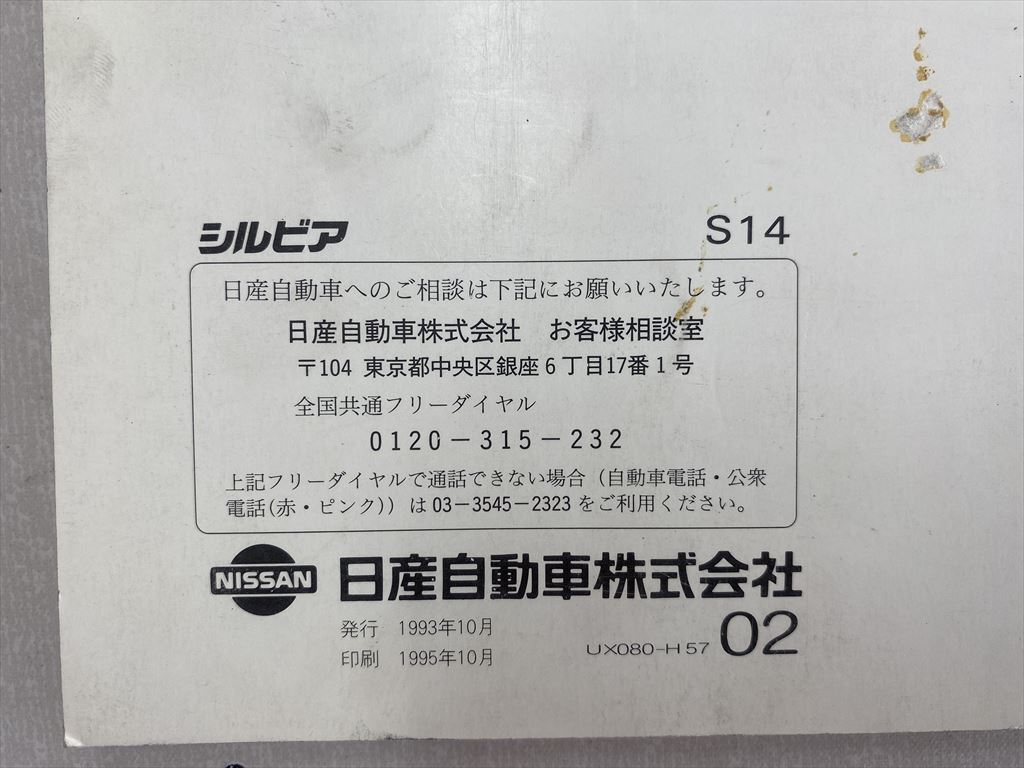 シルビア S14
日産自動車へのご相談は下記にお願いいたします。
日産自動車株式会社 お客様相談室
〒104 東京都中央区銀座6丁目17番1号
全国共通フリーダイヤル
0120-315-232
上記フリーダイヤルで通話できない場合(自動車電話・公衆
電話(赤・ピンク))は03-3545-2323をご利用ください。
NISSAN 日産自動車株式会社
発行 1993年10月
印刷 1995年10月
UX080-H57 02